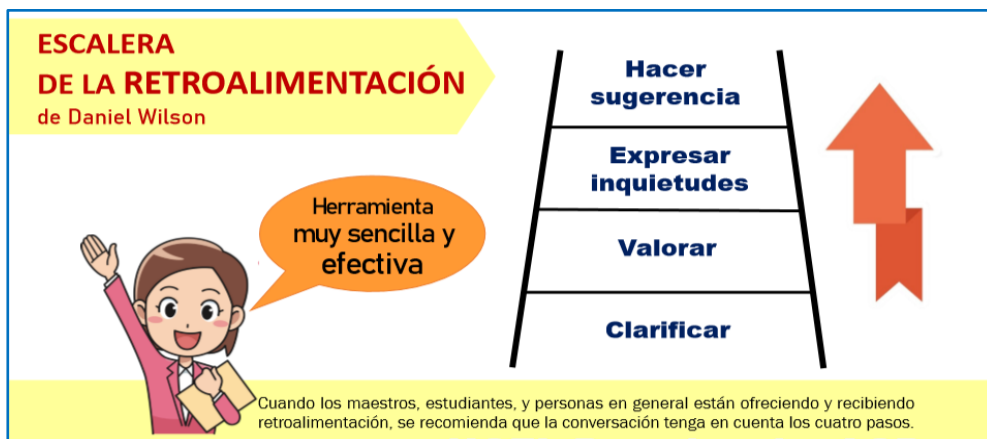 ESCALERA
DE LA RETROALIMENTACIÓN
de Daniel Wilson
Herramienta
muy sencilla y
efectiva
Hacer
sugerencia
Expresar
inquietudes
Valorar
Clarificar
Cuando los maestros, estudiantes, y personas en general están ofreciendo y recibiendo
retroalimentación, se recomienda que la conversación tenga en cuenta los cuatro pasos.